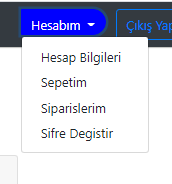 Hesabım
Çıkış Yap
Hesap Bilgileri
Sepetim
Siparislerim
Sifre Degistir